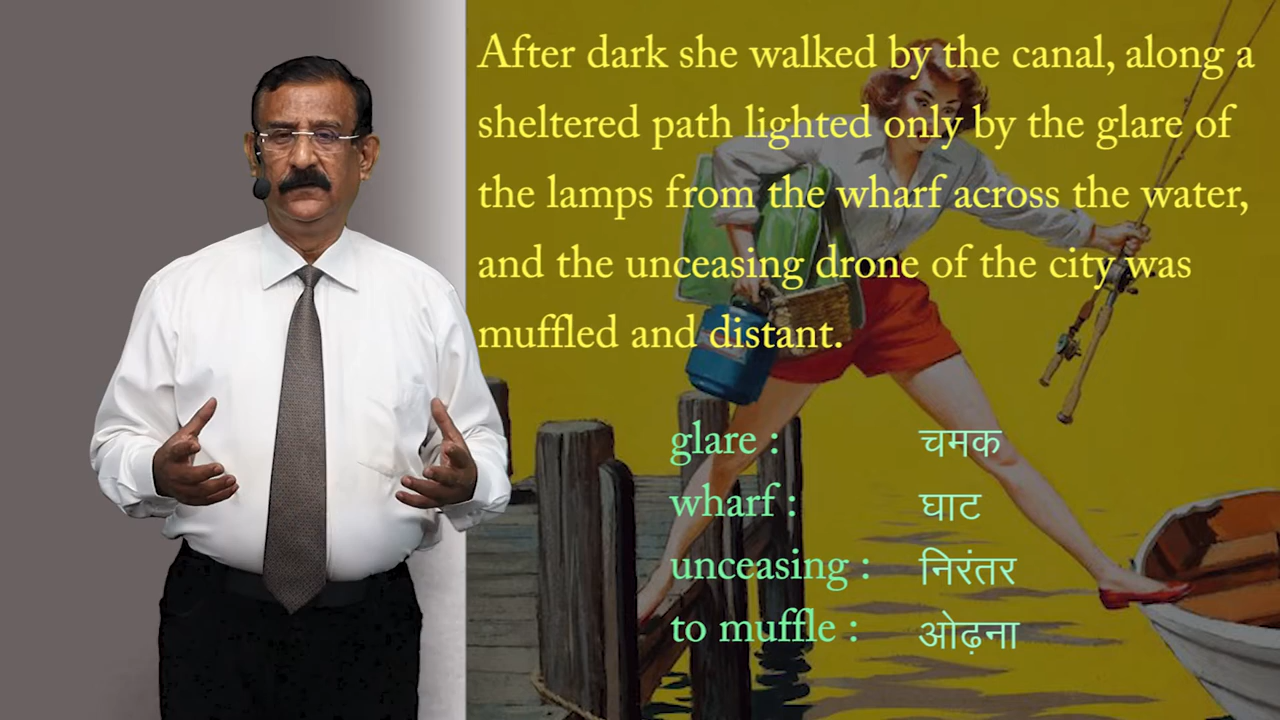 After dark she walked by the canal, along a
sheltered path lighted only by the glare of
the lamps from the wharf across the water,
and the unceasing drone of the city was
muffled and distant.
glare : चमक
wharf : घाट
unceasing : निरंतर
to muffle : ओढ़ना